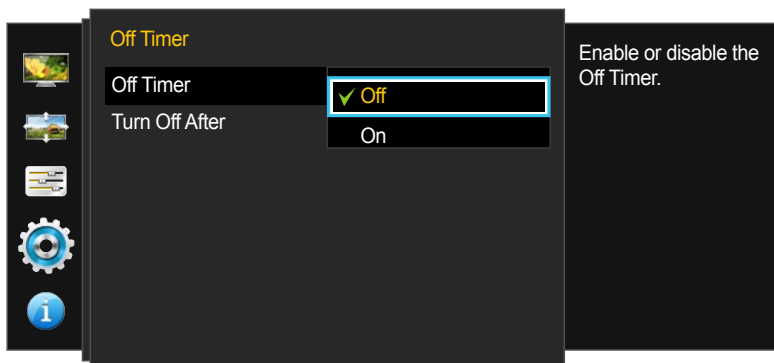 Off Timer
Off Timer
Off
Turn Off After
On
Enable or disable the
Off Timer.
i